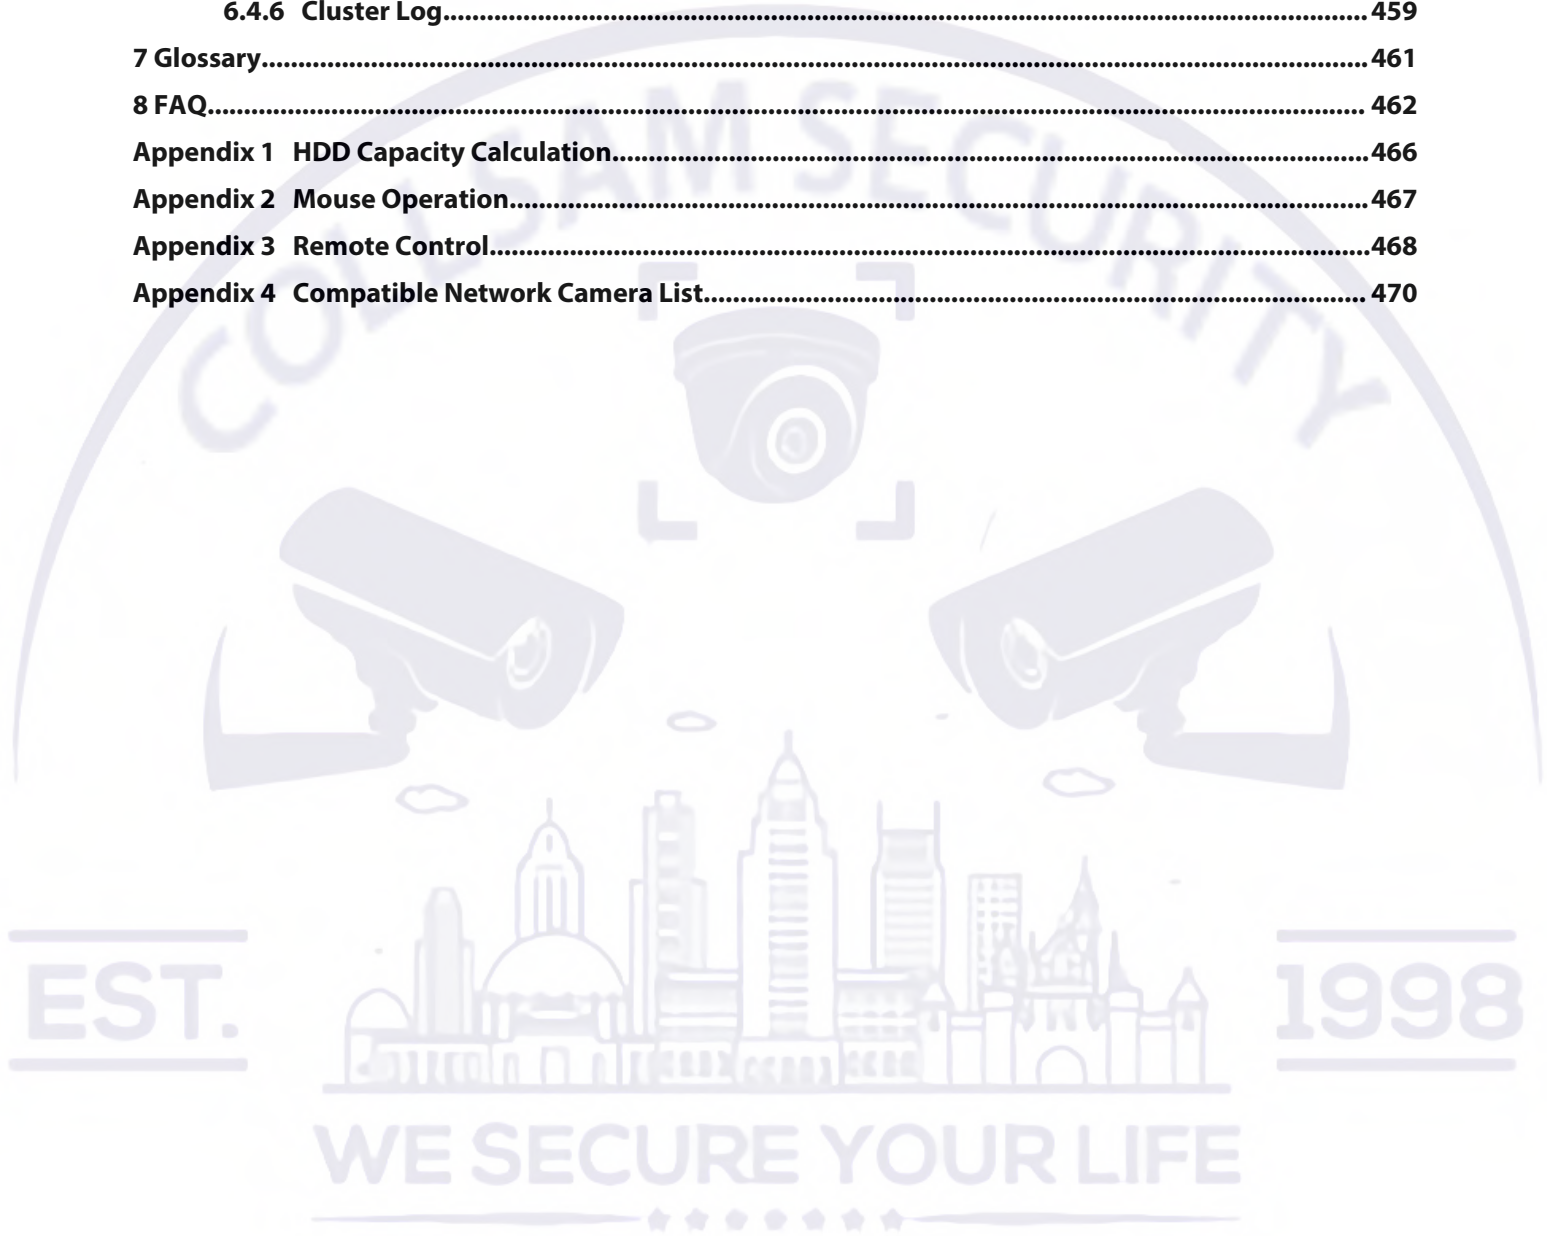 6.4.6 Cluster Log........................................................................................................................459
7 Glossary........................................................................................................................461
8 FAQ........................................................................................................................ 462
Appendix 1 HDD Capacity Calculation........................................................................................................466
Appendix 2 Mouse Operation........................................................................................................................467
Appendix 3 Remote Control........................................................................................................................468
Appendix 4 Compatible Network Camera List........................................................................................ 470
COLLSAM SECURITY
EST.
1998
WE SECURE YOUR LIFE